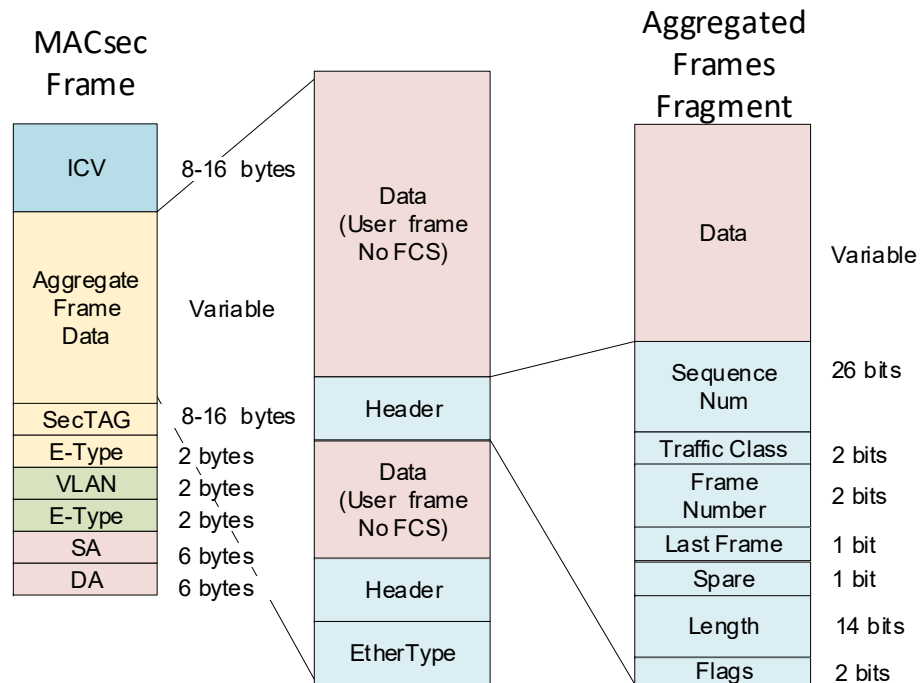 MACsec
Frame
ICV
8-16 bytes
Aggregate
Frame
Data
Variable
SecTAG
8-16 bytes
E-Type
2 bytes
VLAN
2 bytes
E-Type
2 bytes
SA
6 bytes
DA
6 bytes
Data
(User frame
No FCS)
Header
Data
(User frame
No FCS)
Header
EtherType
Aggregated
Frames
Fragment
Data
Variable
Sequence
Num
26 bits
Traffic Class
2 bits
Frame
Number
2 bits
Last Frame
1 bit
Spare
1 bit
Length
14 bits
Flags
2 bits